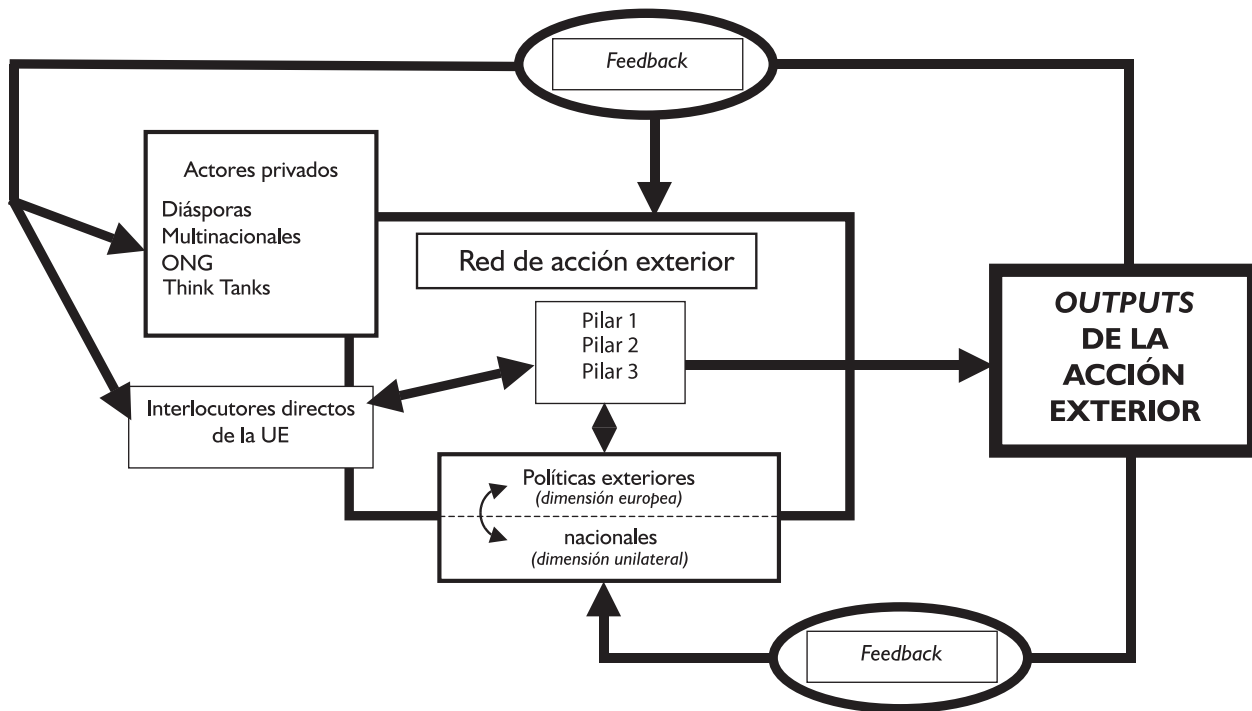 Feedback
Actores privados
Diásporas
Multinacionales
ONG
Think Tanks
Red de acción exterior
Pilar 1
Pilar 2
Pilar 3
Interlocutores directos
de la UE
Políticas exteriores
(dimensión europea)
nacionales
(dimensión unilateral)
OUTPUTS
DE LA
ACCIÓN
EXTERIOR
Feedback